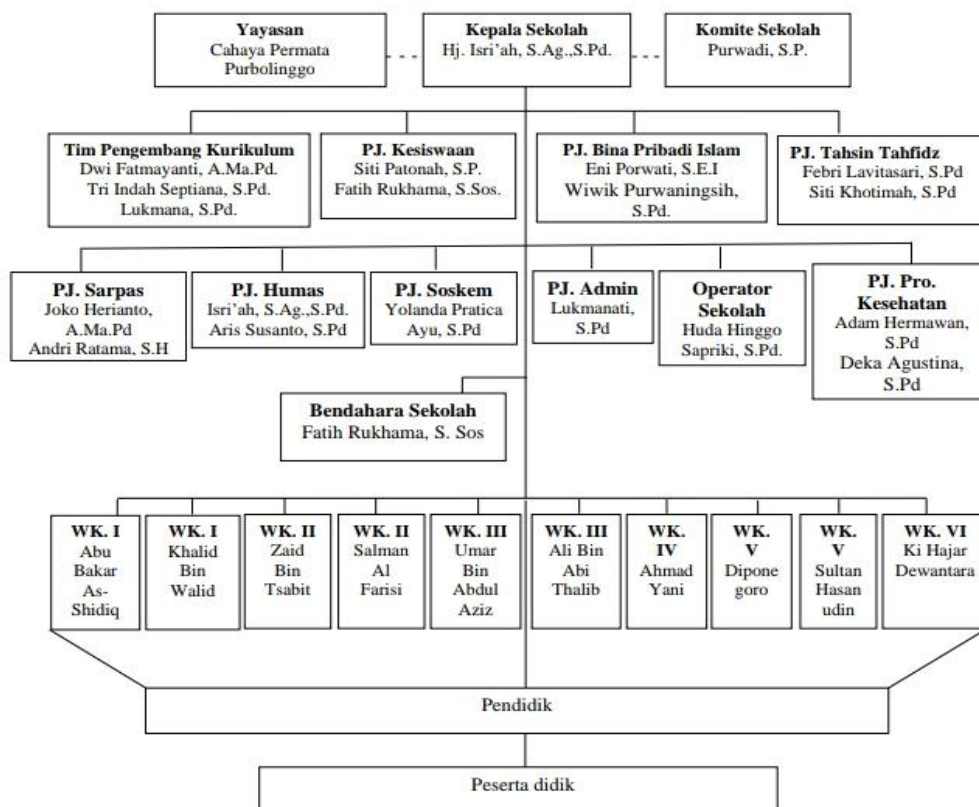 Yayasan
Cahaya Permata
Purbolinggo
Kepala Sekolah
Hj. Isri'ah, S.Ag.,S.Pd.
Komite Sekolah
Purwadi, S.P.
Tim Pengembang Kurikulum
Dwi Fatmayanti, A.Ma.Pd.
Tri Indah Septiana, S.Pd.
Lukmana, S.Pd.
PJ. Kesiswaan
Siti Patonah, S.P.
Fatih Rukhama, S.Sos.
PJ. Bina Pribadi Islam
Eni Porwati, S.E.I
Wiwik Purwaningsih,
S.Pd.
PJ. Tahsin Tahfidz
Febri Lavitasari, S.Pd
Siti Khotimah, S.Pd
PJ. Sarpas
Joko Herianto,
A.Ma.Pd
Andri Ratama, S.H
PJ. Humas
Isri'ah, S.Ag.,S.Pd.
Aris Susanto, S.Pd
PJ. Soskem
Yolanda Pratica
Ayu, S.Pd
PJ. Admin
Lukmanati,
S.Pd
Operator
Sekolah
Huda Hinggo
Sapriki, S.Pd.
PJ. Pro.
Kesehatan
Adam Hermawan,
S.Pd
Deka Agustina,
S.Pd
Bendahara Sekolah
Fatih Rukhama, S. Sos
WK. I
Abu
Bakar
As-
Shidiq
WK. I
Khalid
Bin
Walid
WK. II
Zaid
Bin
Tsabit
WK. II
Salman
Al
Farisi
WK. III
Umar
Bin
Abdul
Aziz
WK. III
Ali Bin
Abi
Thalib
WK.
IV
Ahmad
Yani
WK.
V
Dipone
goro
WK.
V
Sultan
Hasan
udin
WK. VI
Ki Hajar
Dewantara
Pendidik
Peserta didik